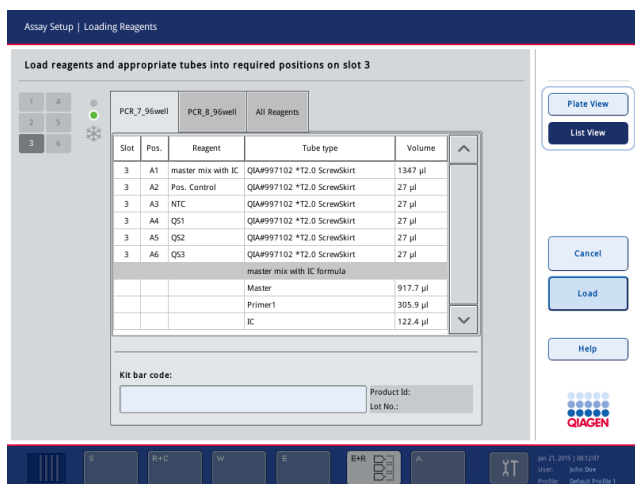 Assay Setup | Loading Reagents
Load reagents and appropriate tubes into required positions on slot 3
1 4
2 5
3 6
PCR_7_96well PCR_8_96well All Reagents
Slot Pos. Reagent Tube type Volume
3 A1 master mix with IC QIA#997102 *T2.0 ScrewSkirt 1347 µl
3 A2 Pos. Control QIA#997102 *T2.0 ScrewSkirt 27 µl
3 A3 NTC QIA#997102 *T2.0 ScrewSkirt 27 µl
3 A4 QS1 QIA#997102 *T2.0 ScrewSkirt 27 µl
3 A5 QS2 QIA#997102 *T2.0 ScrewSkirt 27 µl
3 A6 QS3 QIA#997102 *T2.0 ScrewSkirt 27 µl
master mix with IC formula
Master 917.7 µl
Primer1 305.9 µl
IC 122.4 µl
Kit bar code:
Product Id:
Lot No.:
Plate View
List View
Cancel
Load
Help
QIAGEN
S R+C W E E+R A
Jan 21, 2015 | 08:12:07
User: John Doe
Profile: Default Profile 1